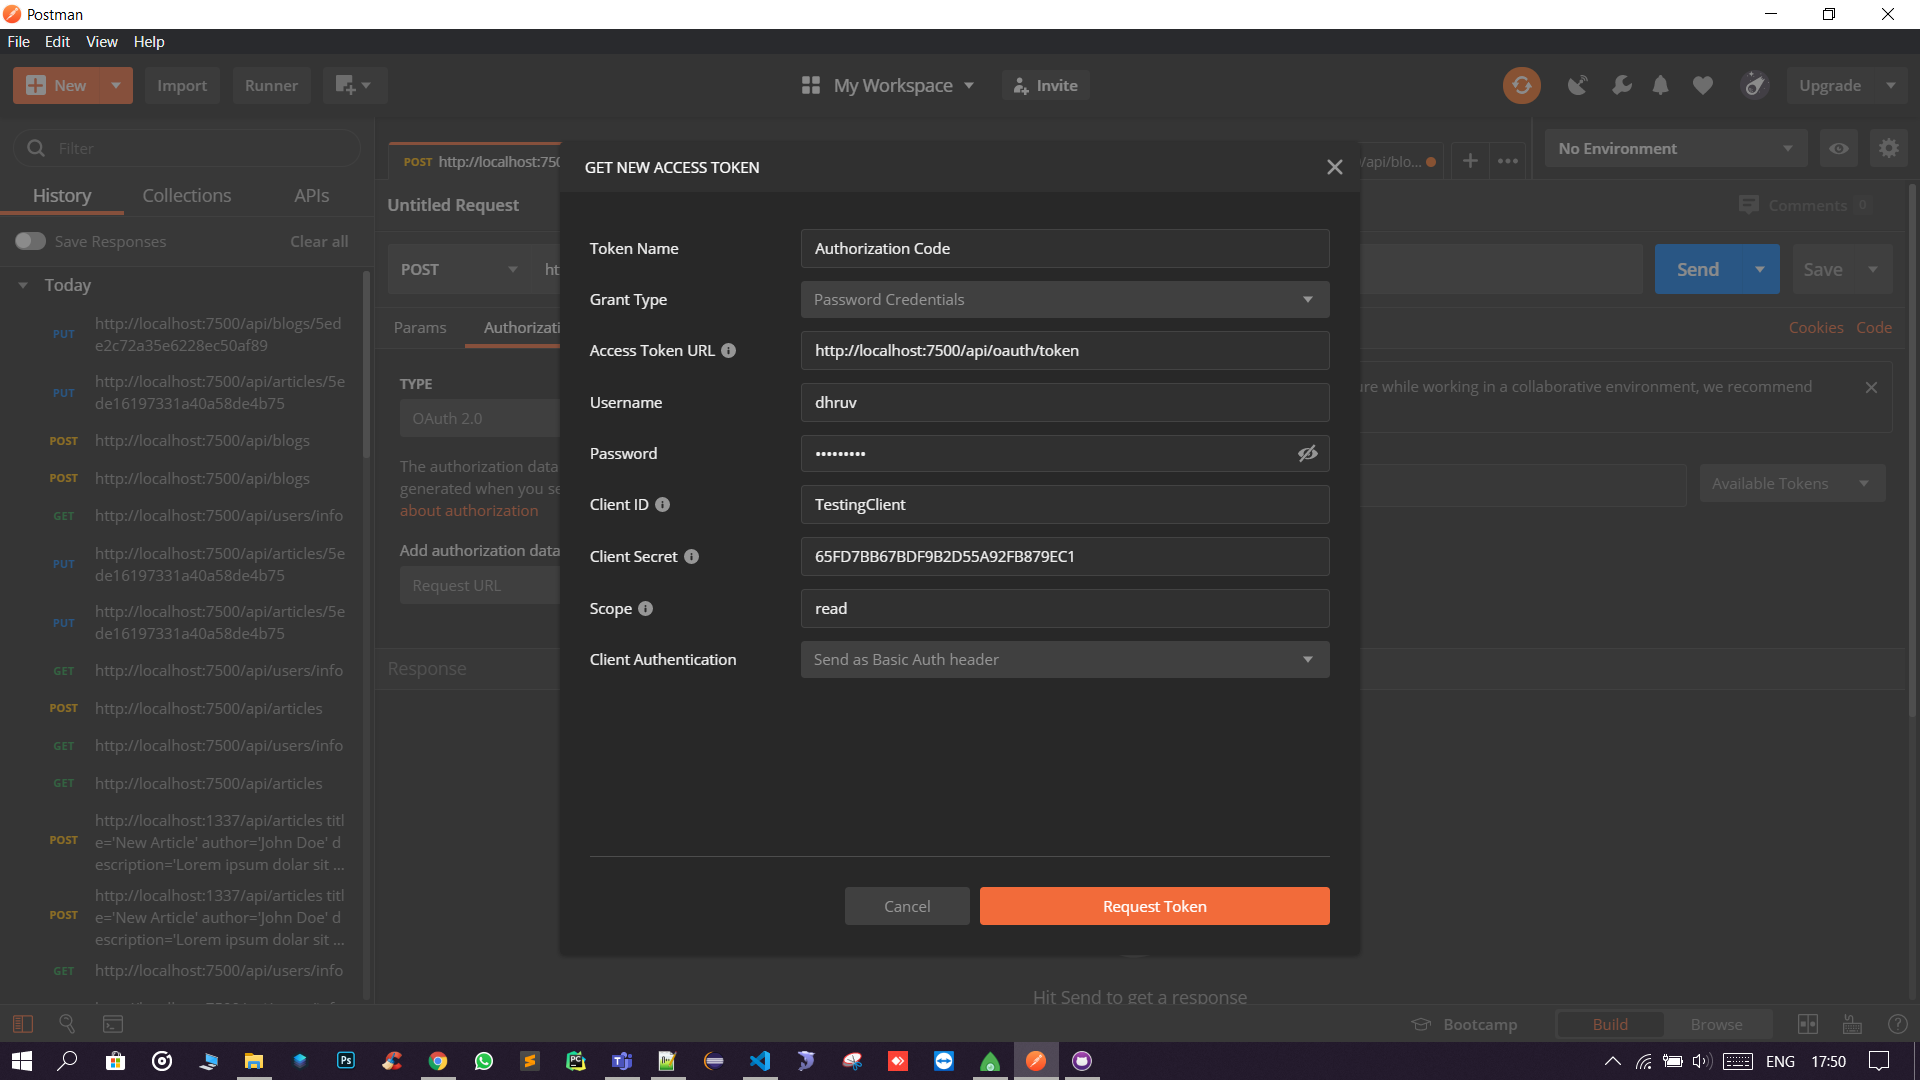 Postman
File Edit View Help
New Import Runner My Workspace Invite Upgrade
Filter
History Collections APIs
Save Responses Clear all
Today
PUT http://localhost:7500/api/blogs/5ed
e2c72a35e6228ec50af89
PUT http://localhost:7500/api/articles/5e
de16197331a40a58de4b75
POST http://localhost:7500/api/blogs
POST http://localhost:7500/api/blogs
GET http://localhost:7500/api/users/info
PUT http://localhost:7500/api/articles/5e
de16197331a40a58de4b75
PUT http://localhost:7500/api/articles/5e
de16197331a40a58de4b75
GET http://localhost:7500/api/users/info
POST http://localhost:7500/api/articles
GET http://localhost:7500/api/users/info
GET http://localhost:7500/api/articles
POST http://localhost:1337/api/articles titl
e='New Article' author='John Doe' d
escription='Lorem ipsum dolar sit ...
POST http://localhost:1337/api/articles titl
e='New Article' author='John Doe' d
escription='Lorem ipsum dolar sit ...
GET http://localhost:7500/api/users/info
POST http://localhost:750
/api/blo...
No Environment
Untitled Request
Comments 0
POST ht
Send Save
Params Authorizati
Cookies Code
TYPE
OAuth 2.0
The authorization data
generated when you se
about authorization
Add authorization data
Request URL
re while working in a collaborative environment, we recommend
Available Tokens
Response
Hit Send to get a response
GET NEW ACCESS TOKEN
Token Name Authorization Code
Grant Type Password Credentials
Access Token URL http://localhost:7500/api/oauth/token
Username dhruv
Password •••••••••
Client ID TestingClient
Client Secret 65FD7BB67BDF9B2D55A92FB879EC1
Scope read
Client Authentication Send as Basic Auth header
Cancel Request Token
Bootcamp Build Browse
ENG 17:50